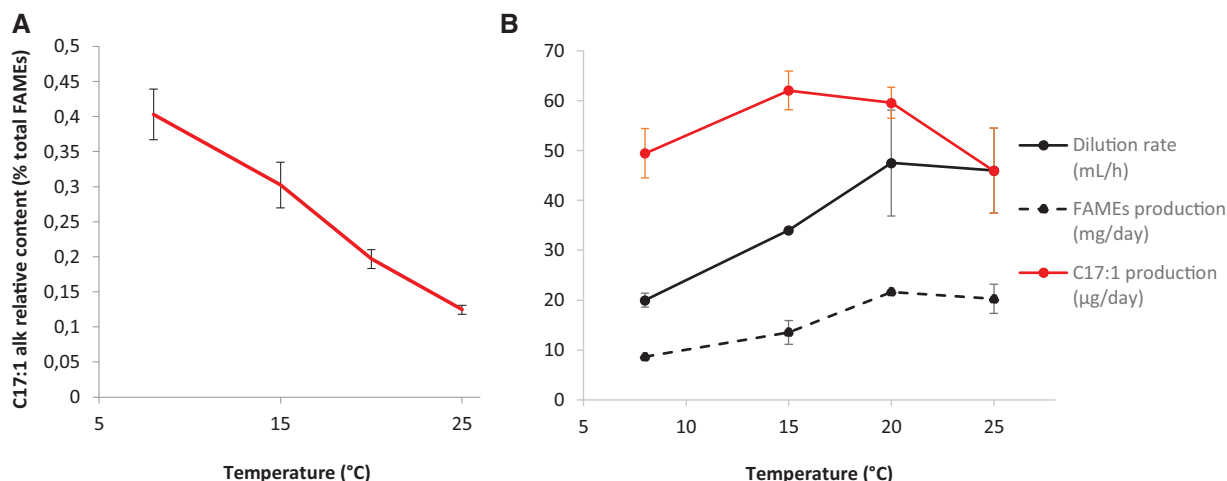 A
C17:1 alk relative content (% total FAMEs)
0,5
0,45
0,4
0,35
0,3
0,25
0,2
0,15
0,1
0,05
0
5
15
25
Temperature (°C)
B
70
60
50
40
30
20
10
0
5
10
15
20
25
Temperature (°C)
Dilution rate
(mL/h)
FAMEs production
(mg/day)
C17:1 production
(µg/day)